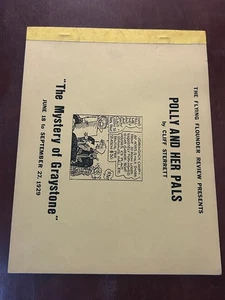 THE FLYING FLOUNDER REVIEW PRESENTS
POLLY AND HER PALS
by CLIFF STERRETT
"The Mystery of Graystone"
JUNE 18 to SEPTEMBER 27, 1929